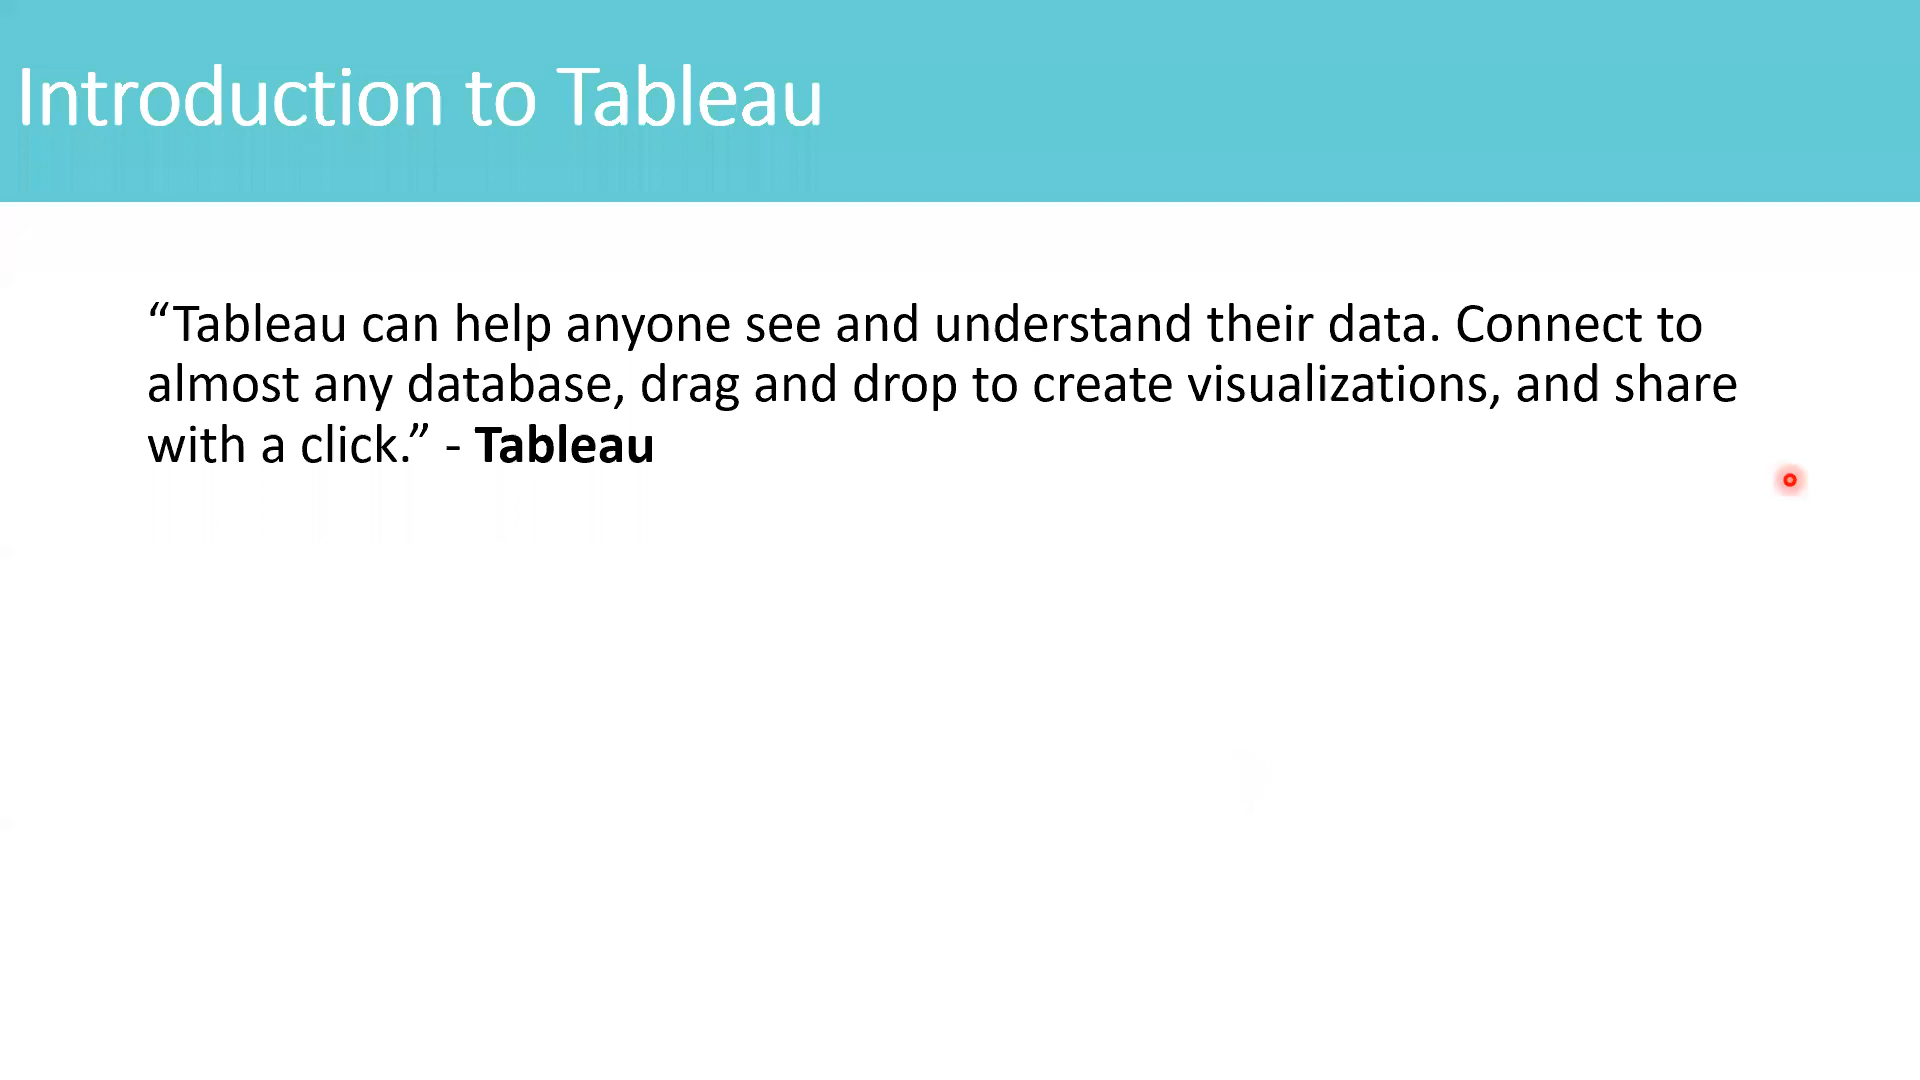 Introduction to Tableau
“Tableau can help anyone see and understand their data. Connect to
almost any database, drag and drop to create visualizations, and share
with a click.” - Tableau